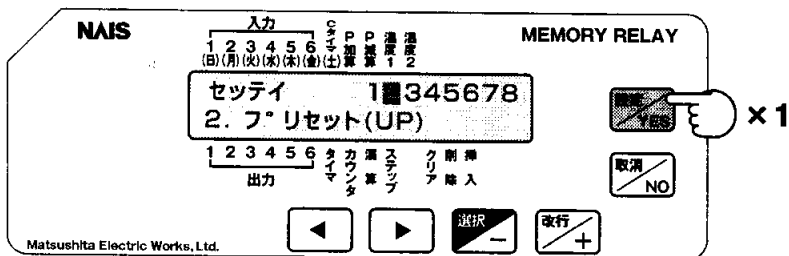 NAIS
MEMORY RELAY
入力
1 2 3 4 5 6 Cタイマ P加算 P減算 温度1 温度2
(日)(月)(火)(水)(木)(金)(土)
セッテイ 1 345678
2. プリセット(UP)
1 2 3 4 5 6 タイマ カウンタ 演算 ステップ クリア 削除 挿入
出力
設定 YES
×1
取消 NO
◀ ▶ 選択 − 改行 +
Matsushita Electric Works, Ltd.